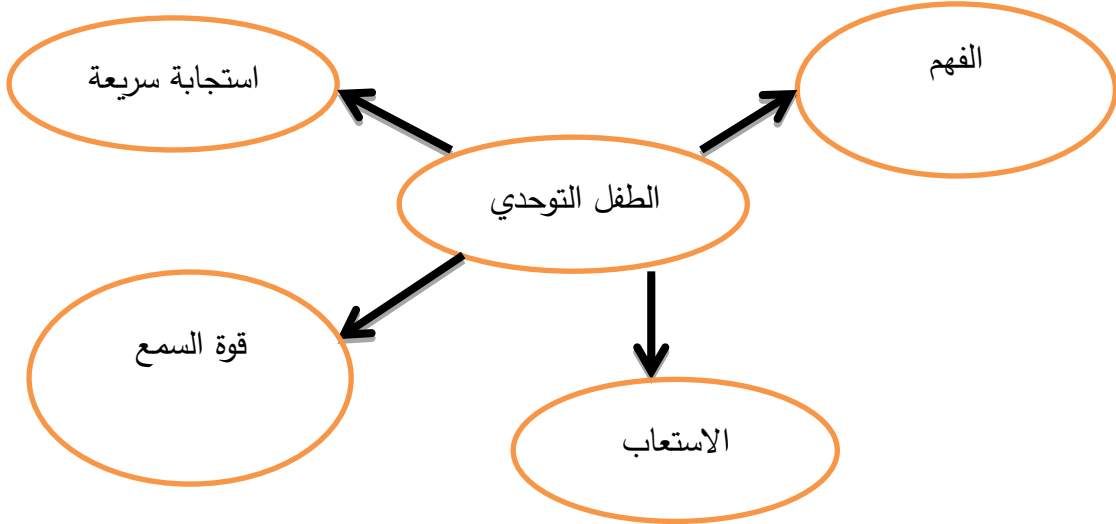 الفهم
استجابة سريعة
الطفل التوحدي
قوة السمع
الاستعاب